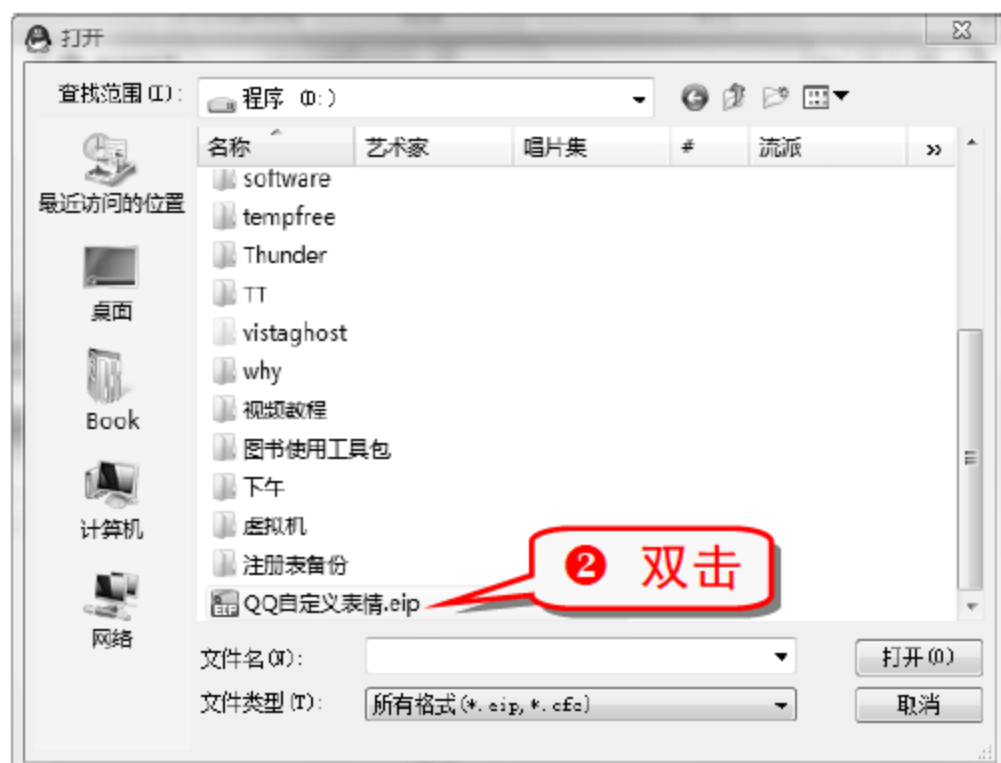 打开
查找范围(I): 程序 (D:)
名称 艺术家 唱片集 # 流派 »
software
最近访问的位置
tempfree
Thunder
TT
桌面
vistaghost
why
视频教程
Book
图书使用工具包
下午
计算机
虚拟机
注册表备份
❷ 双击
QQ自定义表情.eip
网络
文件名(N): 打开(O)
文件类型(T): 所有格式(*.eip,*.cfc) 取消